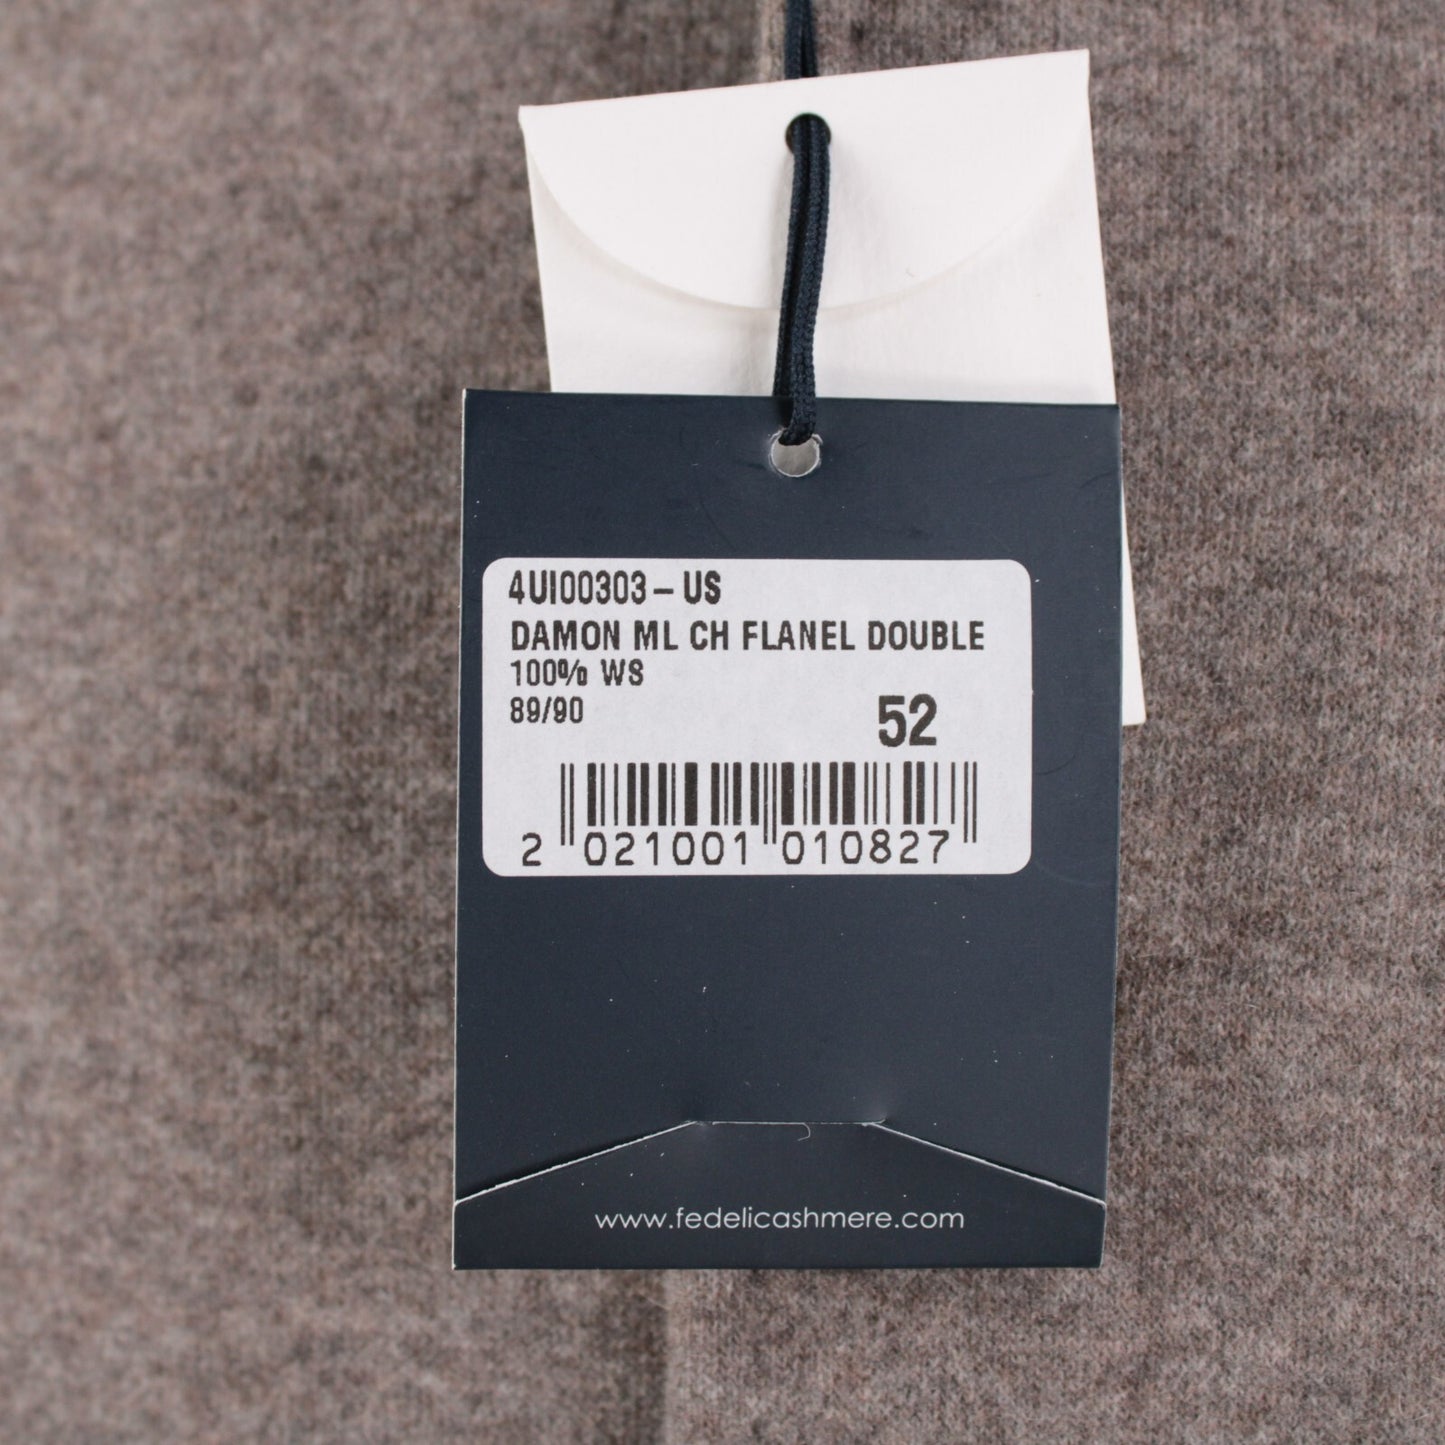 4UI00303-US
DAMON ML CH FLANEL DOUBLE
100% WS
89/90
52
2 021001 010827
www.fedelicashmere.com